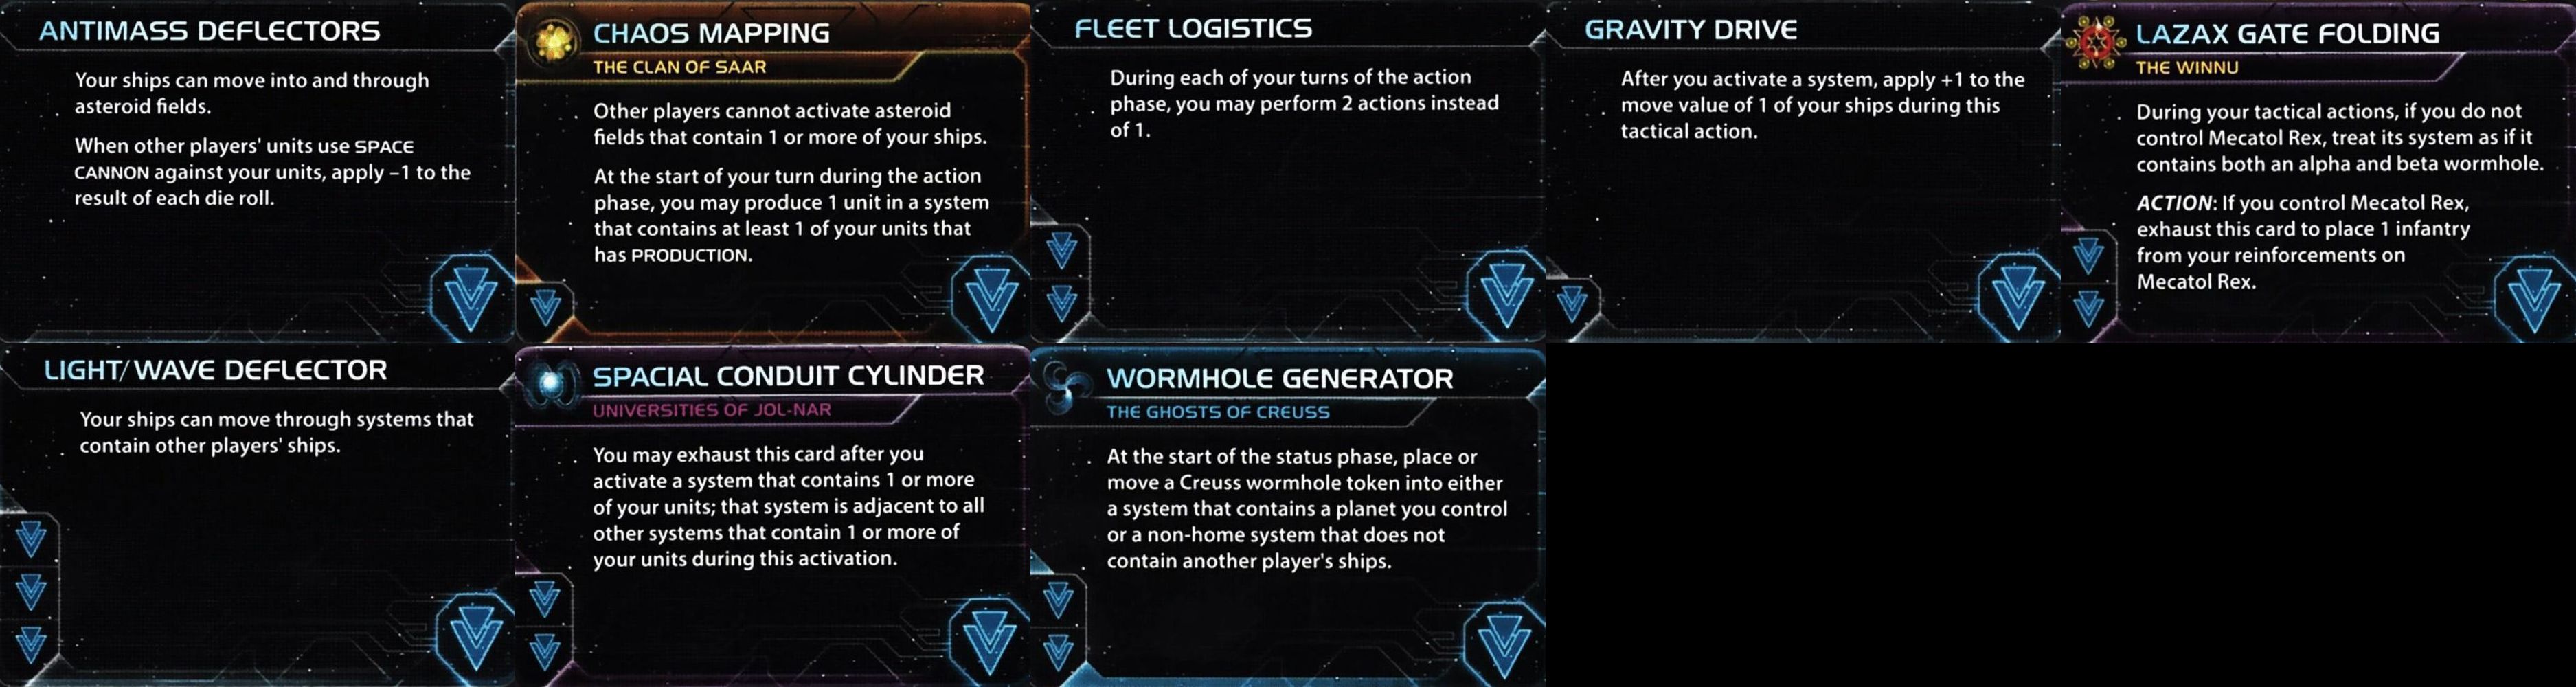 ANTIMASS DEFLECTORS
Your ships can move into and through
asteroid fields.
When other players' units use SPACE
CANNON against your units, apply –1 to the
result of each die roll.
CHAOS MAPPING
THE CLAN OF SAAR
Other players cannot activate asteroid
fields that contain 1 or more of your ships.
At the start of your turn during the action
phase, you may produce 1 unit in a system
that contains at least 1 of your units that
has PRODUCTION.
FLEET LOGISTICS
During each of your turns of the action
phase, you may perform 2 actions instead
of 1.
GRAVITY DRIVE
After you activate a system, apply +1 to the
move value of 1 of your ships during this
tactical action.
LAZAX GATE FOLDING
THE WINNU
During your tactical actions, if you do not
control Mecatol Rex, treat its system as if it
contains both an alpha and beta wormhole.
ACTION: If you control Mecatol Rex,
exhaust this card to place 1 infantry
from your reinforcements on
Mecatol Rex.
LIGHT/WAVE DEFLECTOR
Your ships can move through systems that
contain other players' ships.
SPACIAL CONDUIT CYLINDER
UNIVERSITIES OF JOL-NAR
You may exhaust this card after you
activate a system that contains 1 or more
of your units; that system is adjacent to all
other systems that contain 1 or more of
your units during this activation.
WORMHOLE GENERATOR
THE GHOSTS OF CREUSS
At the start of the status phase, place or
move a Creuss wormhole token into either
a system that contains a planet you control
or a non-home system that does not
contain another player's ships.